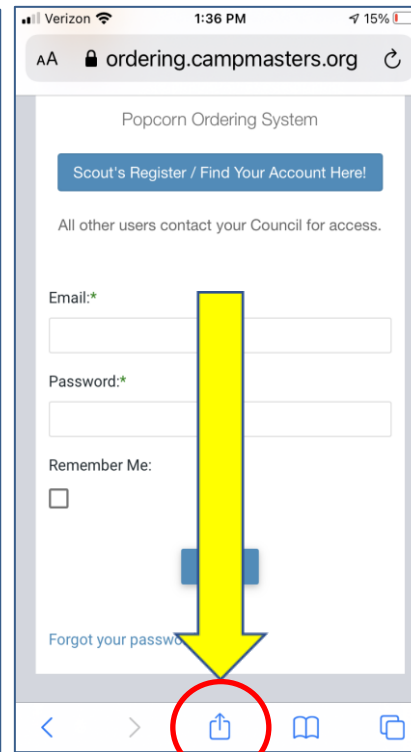 Verizon 1:36 PM 15%
AA ordering.campmasters.org
Popcorn Ordering System
Scout's Register / Find Your Account Here!
All other users contact your Council for access.
Email:*
Password:*
Remember Me:
Forgot your